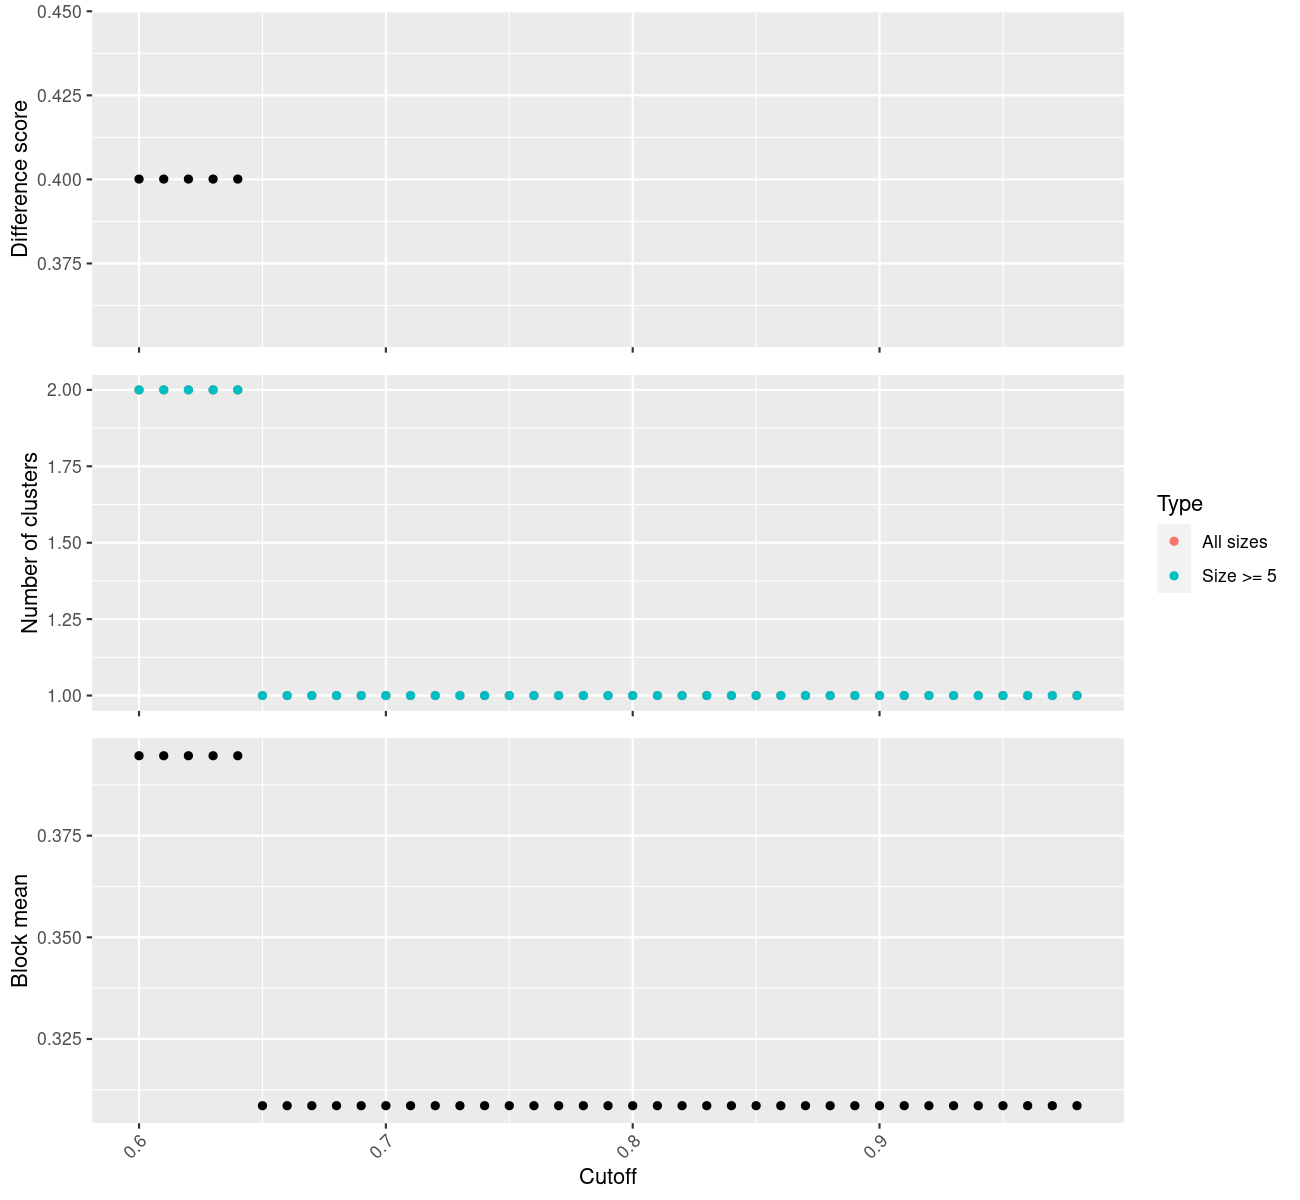 Difference score
0.450
0.425
0.400
0.375
Number of clusters
2.00
1.75
1.50
1.25
1.00
Type
All sizes
Size >= 5
Block mean
0.375
0.350
0.325
0.6
0.7
0.8
0.9
Cutoff